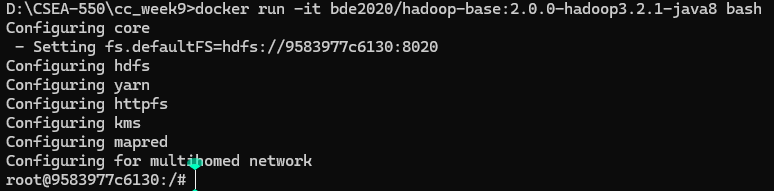 D:\CSEA-550\cc_week9>docker run -it bde2020/hadoop-base:2.0.0-hadoop3.2.1-java8 bash
Configuring core
 - Setting fs.defaultFS=hdfs://9583977c6130:8020
Configuring hdfs
Configuring yarn
Configuring httpfs
Configuring kms
Configuring mapred
Configuring for multihomed network
root@9583977c6130:/#